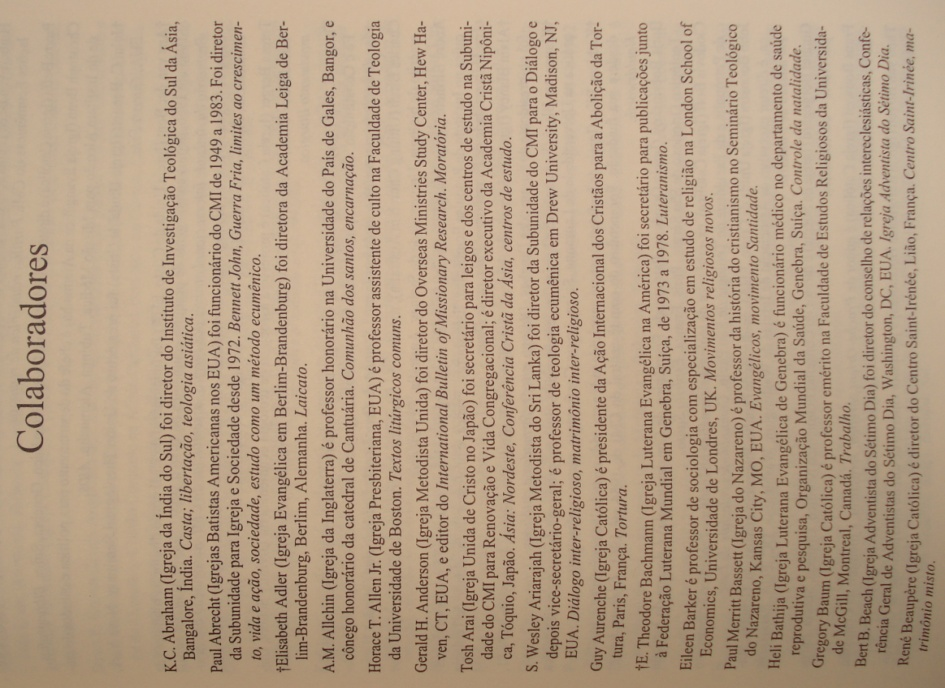 Colaboradores
K.C. Abraham (Igreja da Índia do Sul) foi diretor do Instituto de Investigação Teológica do Sul da Ásia,
Bangalore, Índia. Casta; libertação, teologia asiática.
Paul Abrecht (Igrejas Batistas Americanas nos EUA) foi funcionário do CMI de 1949 a 1983. Foi diretor
da Subunidade para Igreja e Sociedade desde 1972. Bennett John, Guerra Fria, limites ao crescimen-
to, vida e ação, sociedade, estudo como um método ecumênico.
†Elisabeth Adler (Igreja Evangélica em Berlim-Brandenburg) foi diretora da Academia Leiga de Ber-
lim-Brandenburg, Berlim, Alemanha. Laicato.
A.M. Allchin (Igreja da Inglaterra) é professor honorário na Universidade do País de Gales, Bangor, e
cônego honorário da catedral de Cantuária. Comunhão dos santos, encarnação.
Horace T. Allen Jr. (Igreja Presbiteriana, EUA) é professor assistente de culto na Faculdade de Teologia
da Universidade de Boston. Textos litúrgicos comuns.
Gerald H. Anderson (Igreja Metodista Unida) foi diretor do Overseas Ministries Study Center, Hew Ha-
ven, CT, EUA, e editor do International Bulletin of Missionary Research. Moratória.
Tosh Arai (Igreja Unida de Cristo no Japão) foi secretário para leigos e dos centros de estudo na Subuni-
dade do CMI para Renovação e Vida Congregacional; é diretor executivo da Academia Cristã Nipôni-
ca, Tóquio, Japão. Ásia: Nordeste, Conferência Cristã da Ásia, centros de estudo.
S. Wesley Ariarajah (Igreja Metodista do Sri Lanka) foi diretor da Subunidade do CMI para o Diálogo e
depois vice-secretário-geral; é professor de teologia ecumênica em Drew University, Madison, NJ,
EUA. Diálogo inter-religioso, matrimônio inter-religioso.
Guy Aurenche (Igreja Católica) é presidente da Ação Internacional dos Cristãos para a Abolição da Tor-
tura, Paris, França. Tortura.
†E. Theodore Bachmann (Igreja Luterana Evangélica na América) foi secretário para publicações junto
à Federação Luterana Mundial em Genebra, Suíça, de 1973 a 1978. Luteranismo.
Eileen Barker é professor de sociologia com especialização em estudo de religião na London School of
Economics, Universidade de Londres, UK. Movimentos religiosos novos.
Paul Merritt Bassett (Igreja do Nazareno) é professor da história do cristianismo no Seminário Teológico
do Nazareno, Kansas City, MO, EUA. Evangélicos, movimento Santidade.
Heli Bathija (Igreja Luterana Evangélica de Genebra) é funcionário médico no departamento de saúde
reprodutiva e pesquisa, Organização Mundial da Saúde, Genebra, Suíça. Controle da natalidade.
Gregory Baum (Igreja Católica) é professor emérito na Faculdade de Estudos Religiosos da Universida-
de de McGill, Montreal, Canadá. Trabalho.
Bert B. Beach (Igreja Adventista do Sétimo Dia) foi diretor do conselho de relações intereclesiásticas, Confe-
rência Geral de Adventistas do Sétimo Dia, Washington, DC, EUA. Igreja Adventista do Sétimo Dia.
René Beaupère (Igreja Católica) é diretor do Centro Saint-Irénée, Lião, França. Centro Saint-Irinée, ma-
trimônio misto.